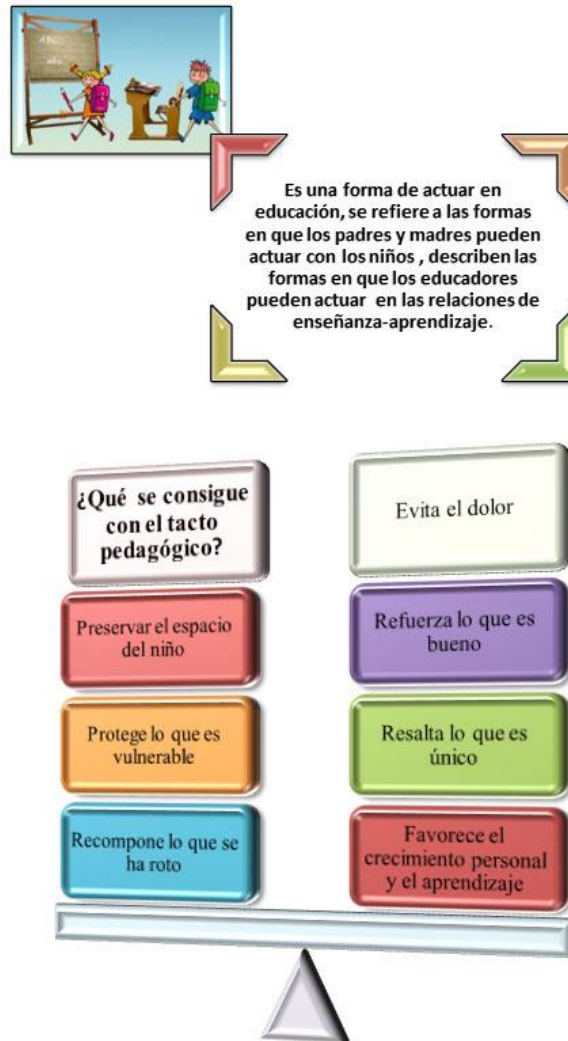 ABC
abc
Es una forma de actuar en
educación, se refiere a las formas
en que los padres y madres pueden
actuar con los niños , describen las
formas en que los educadores
pueden actuar en las relaciones de
enseñanza-aprendizaje.
¿Qué se consigue
con el tacto
pedagógico?
Preservar el espacio
del niño
Protege lo que es
vulnerable
Recompone lo que se
ha roto
Evita el dolor
Refuerza lo que es
bueno
Resalta lo que es
único
Favorece el
crecimiento personal
y el aprendizaje